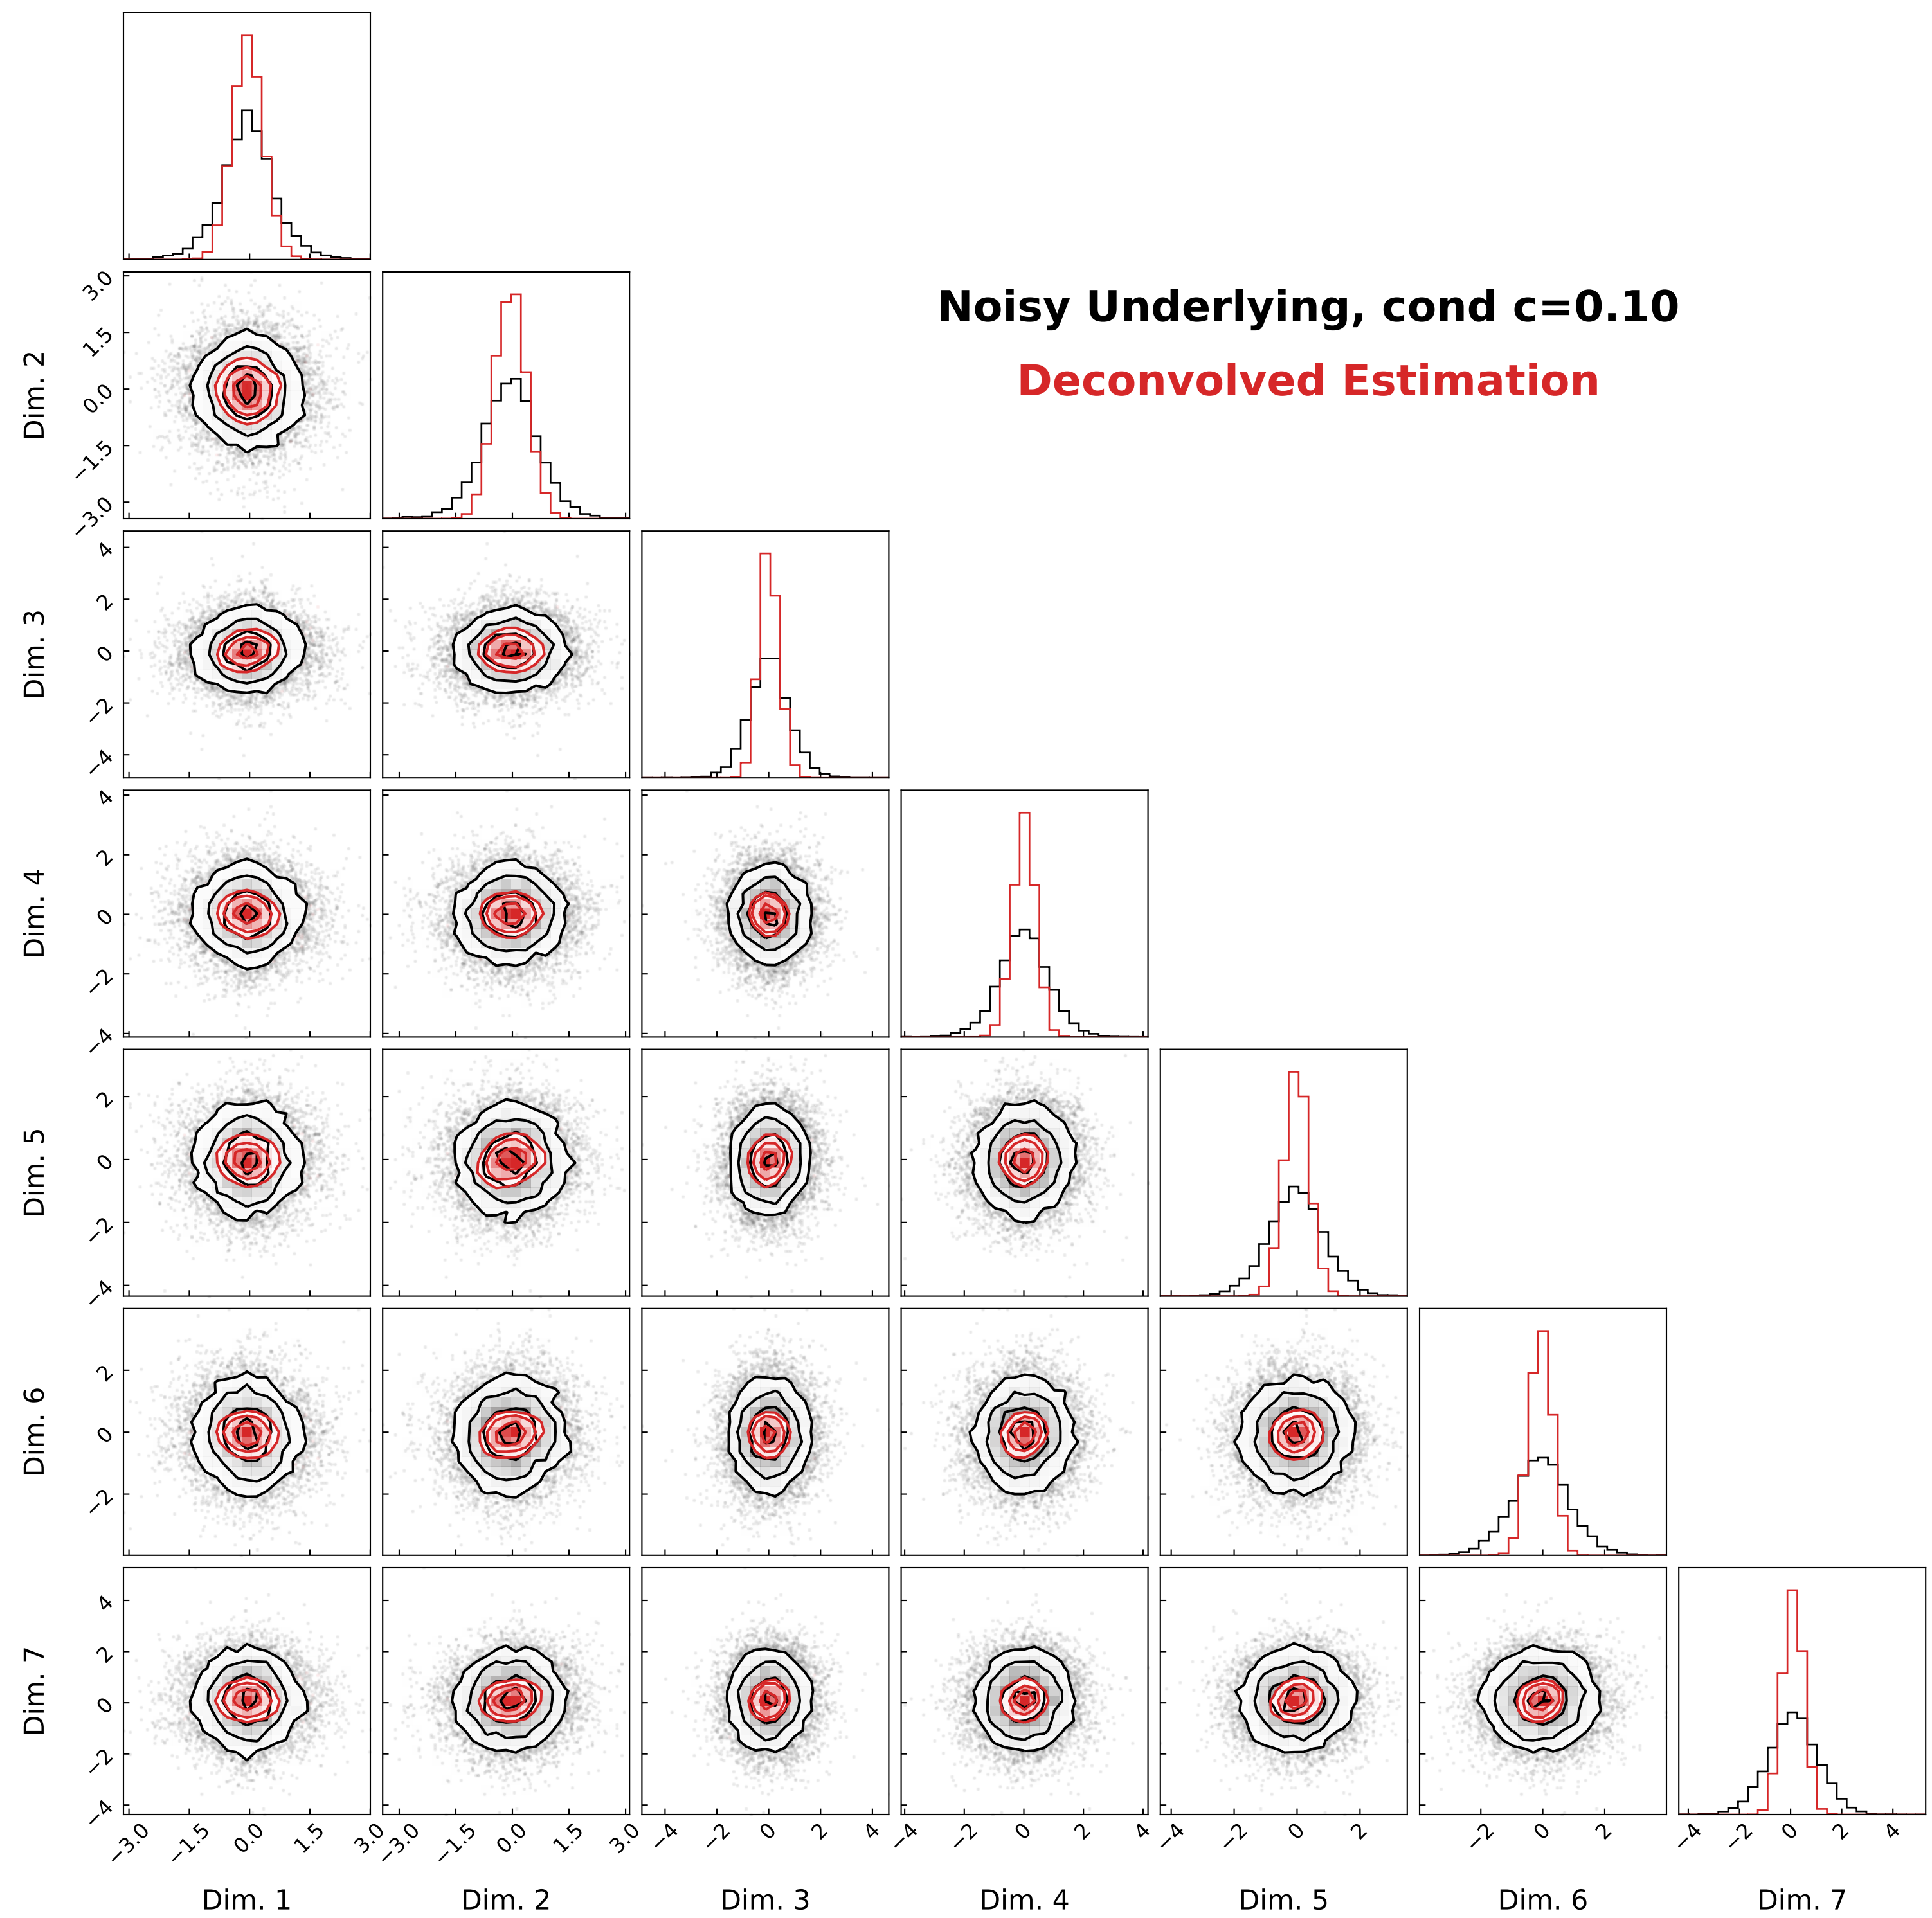 Noisy Underlying, cond c=0.10
Deconvolved Estimation
Dim. 2
3.0
1.5
0.0
−1.5
−3.0
Dim. 3
4
2
0
−2
−4
Dim. 4
4
2
0
−2
−4
Dim. 5
2
0
−2
−4
Dim. 6
2
0
−2
Dim. 7
4
2
0
−2
−4
−3.0 −1.5 0.0 1.5 3.0 −3.0 −1.5 0.0 1.5 3.0 −4 −2 0 2 4 −4 −2 0 2 4 −4 −2 0 2 −2 0 2 −4 −2 0 2 4
Dim. 1 Dim. 2 Dim. 3 Dim. 4 Dim. 5 Dim. 6 Dim. 7